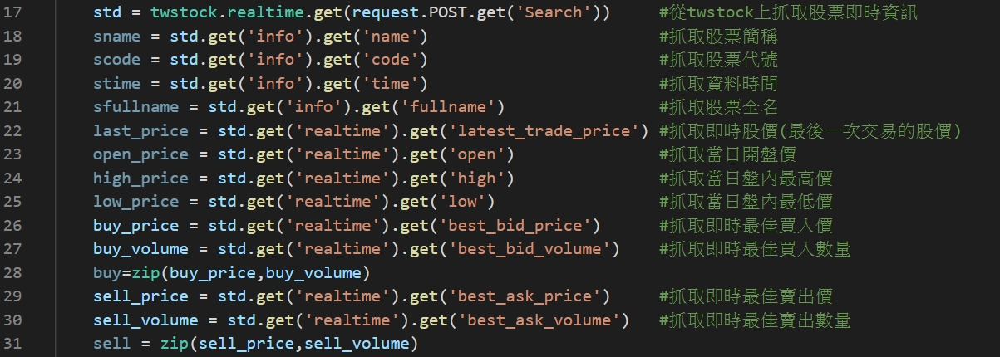 17 std = twstock.realtime.get(request.POST.get('Search')) #從twstock上抓取股票即時資訊
18 sname = std.get('info').get('name') #抓取股票簡稱
19 scode = std.get('info').get('code') #抓取股票代號
20 stime = std.get('info').get('time') #抓取資料時間
21 sfullname = std.get('info').get('fullname') #抓取股票全名
22 last_price = std.get('realtime').get('latest_trade_price') #抓取即時股價(最後一次交易的股價)
23 open_price = std.get('realtime').get('open') #抓取當日開盤價
24 high_price = std.get('realtime').get('high') #抓取當日盤內最高價
25 low_price = std.get('realtime').get('low') #抓取當日盤內最低價
26 buy_price = std.get('realtime').get('best_bid_price') #抓取即時最佳買入價
27 buy_volume = std.get('realtime').get('best_bid_volume') #抓取即時最佳買入數量
28 buy=zip(buy_price,buy_volume)
29 sell_price = std.get('realtime').get('best_ask_price') #抓取即時最佳賣出價
30 sell_volume = std.get('realtime').get('best_ask_volume') #抓取即時最佳賣出數量
31 sell = zip(sell_price,sell_volume)